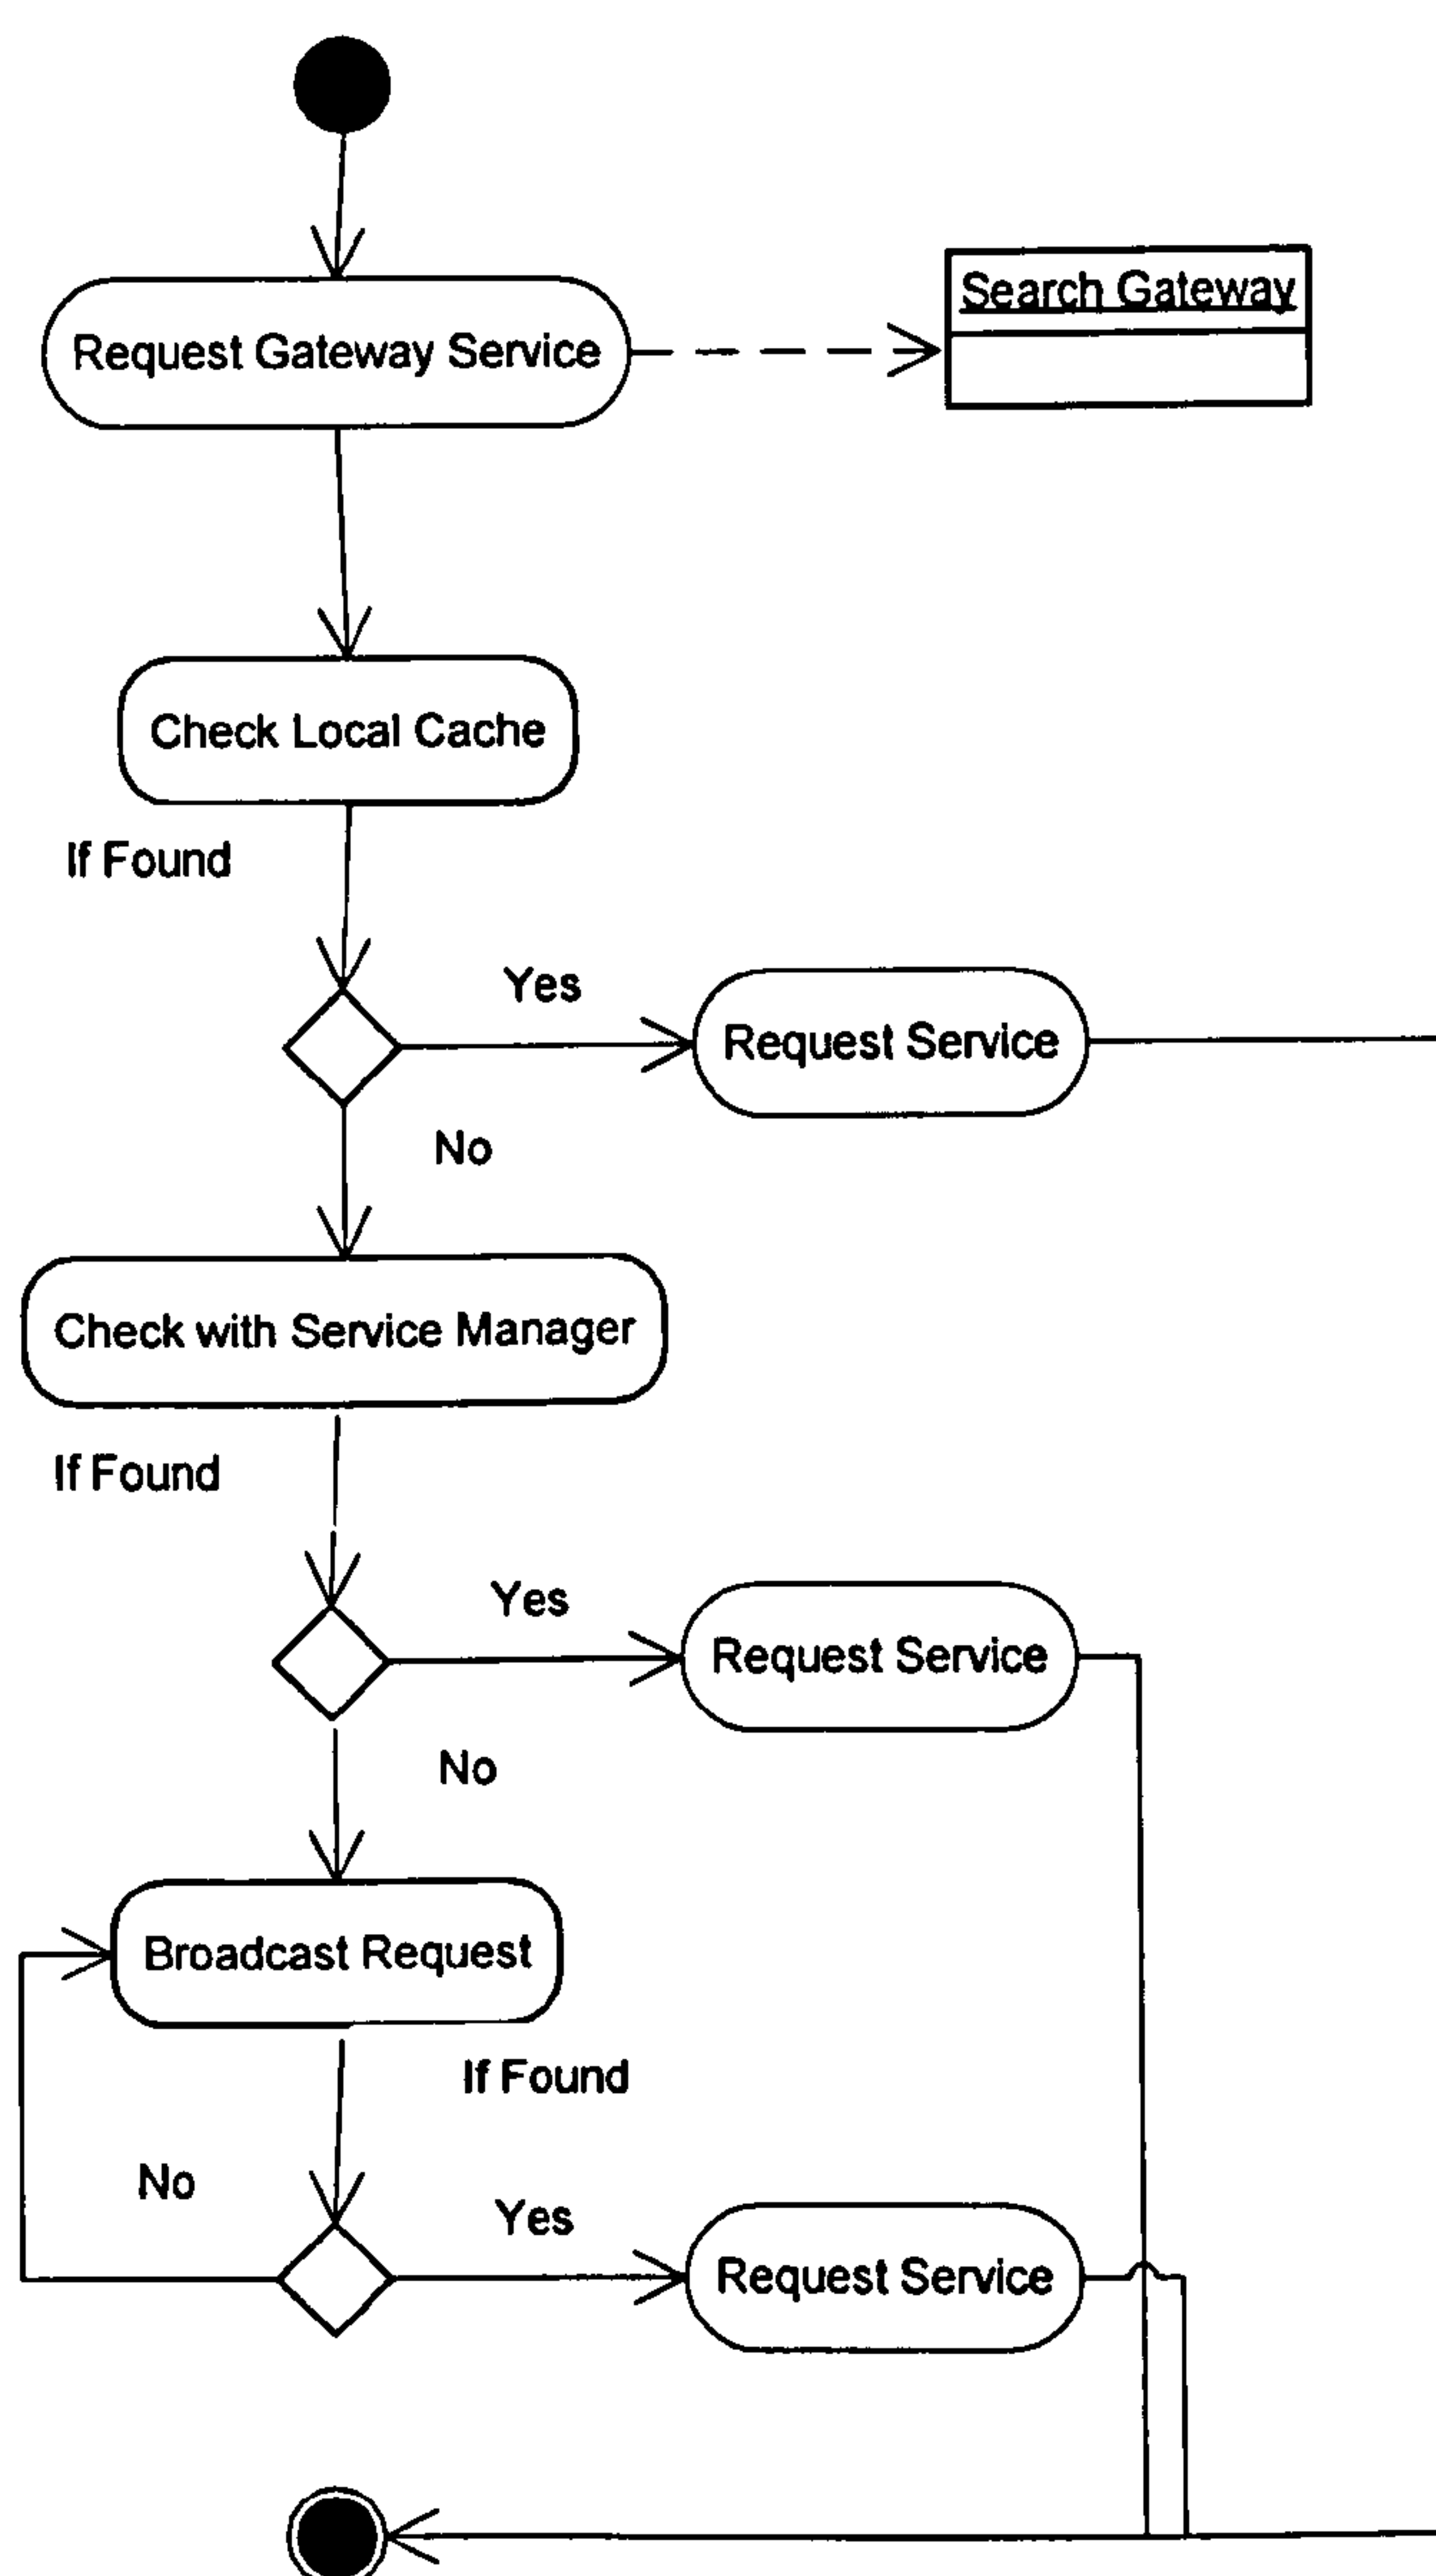 Request Gateway Service
Search Gateway
Check Local Cache
If Found
Yes
Request Service
No
Check with Service Manager
If Found
Yes
Request Service
No
Broadcast Request
If Found
No
Yes
Request Service